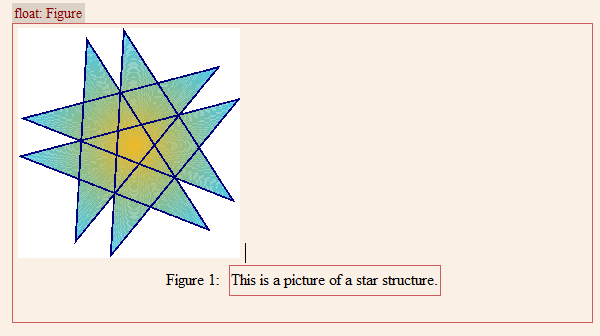 float: Figure
Figure 1: This is a picture of a star structure.